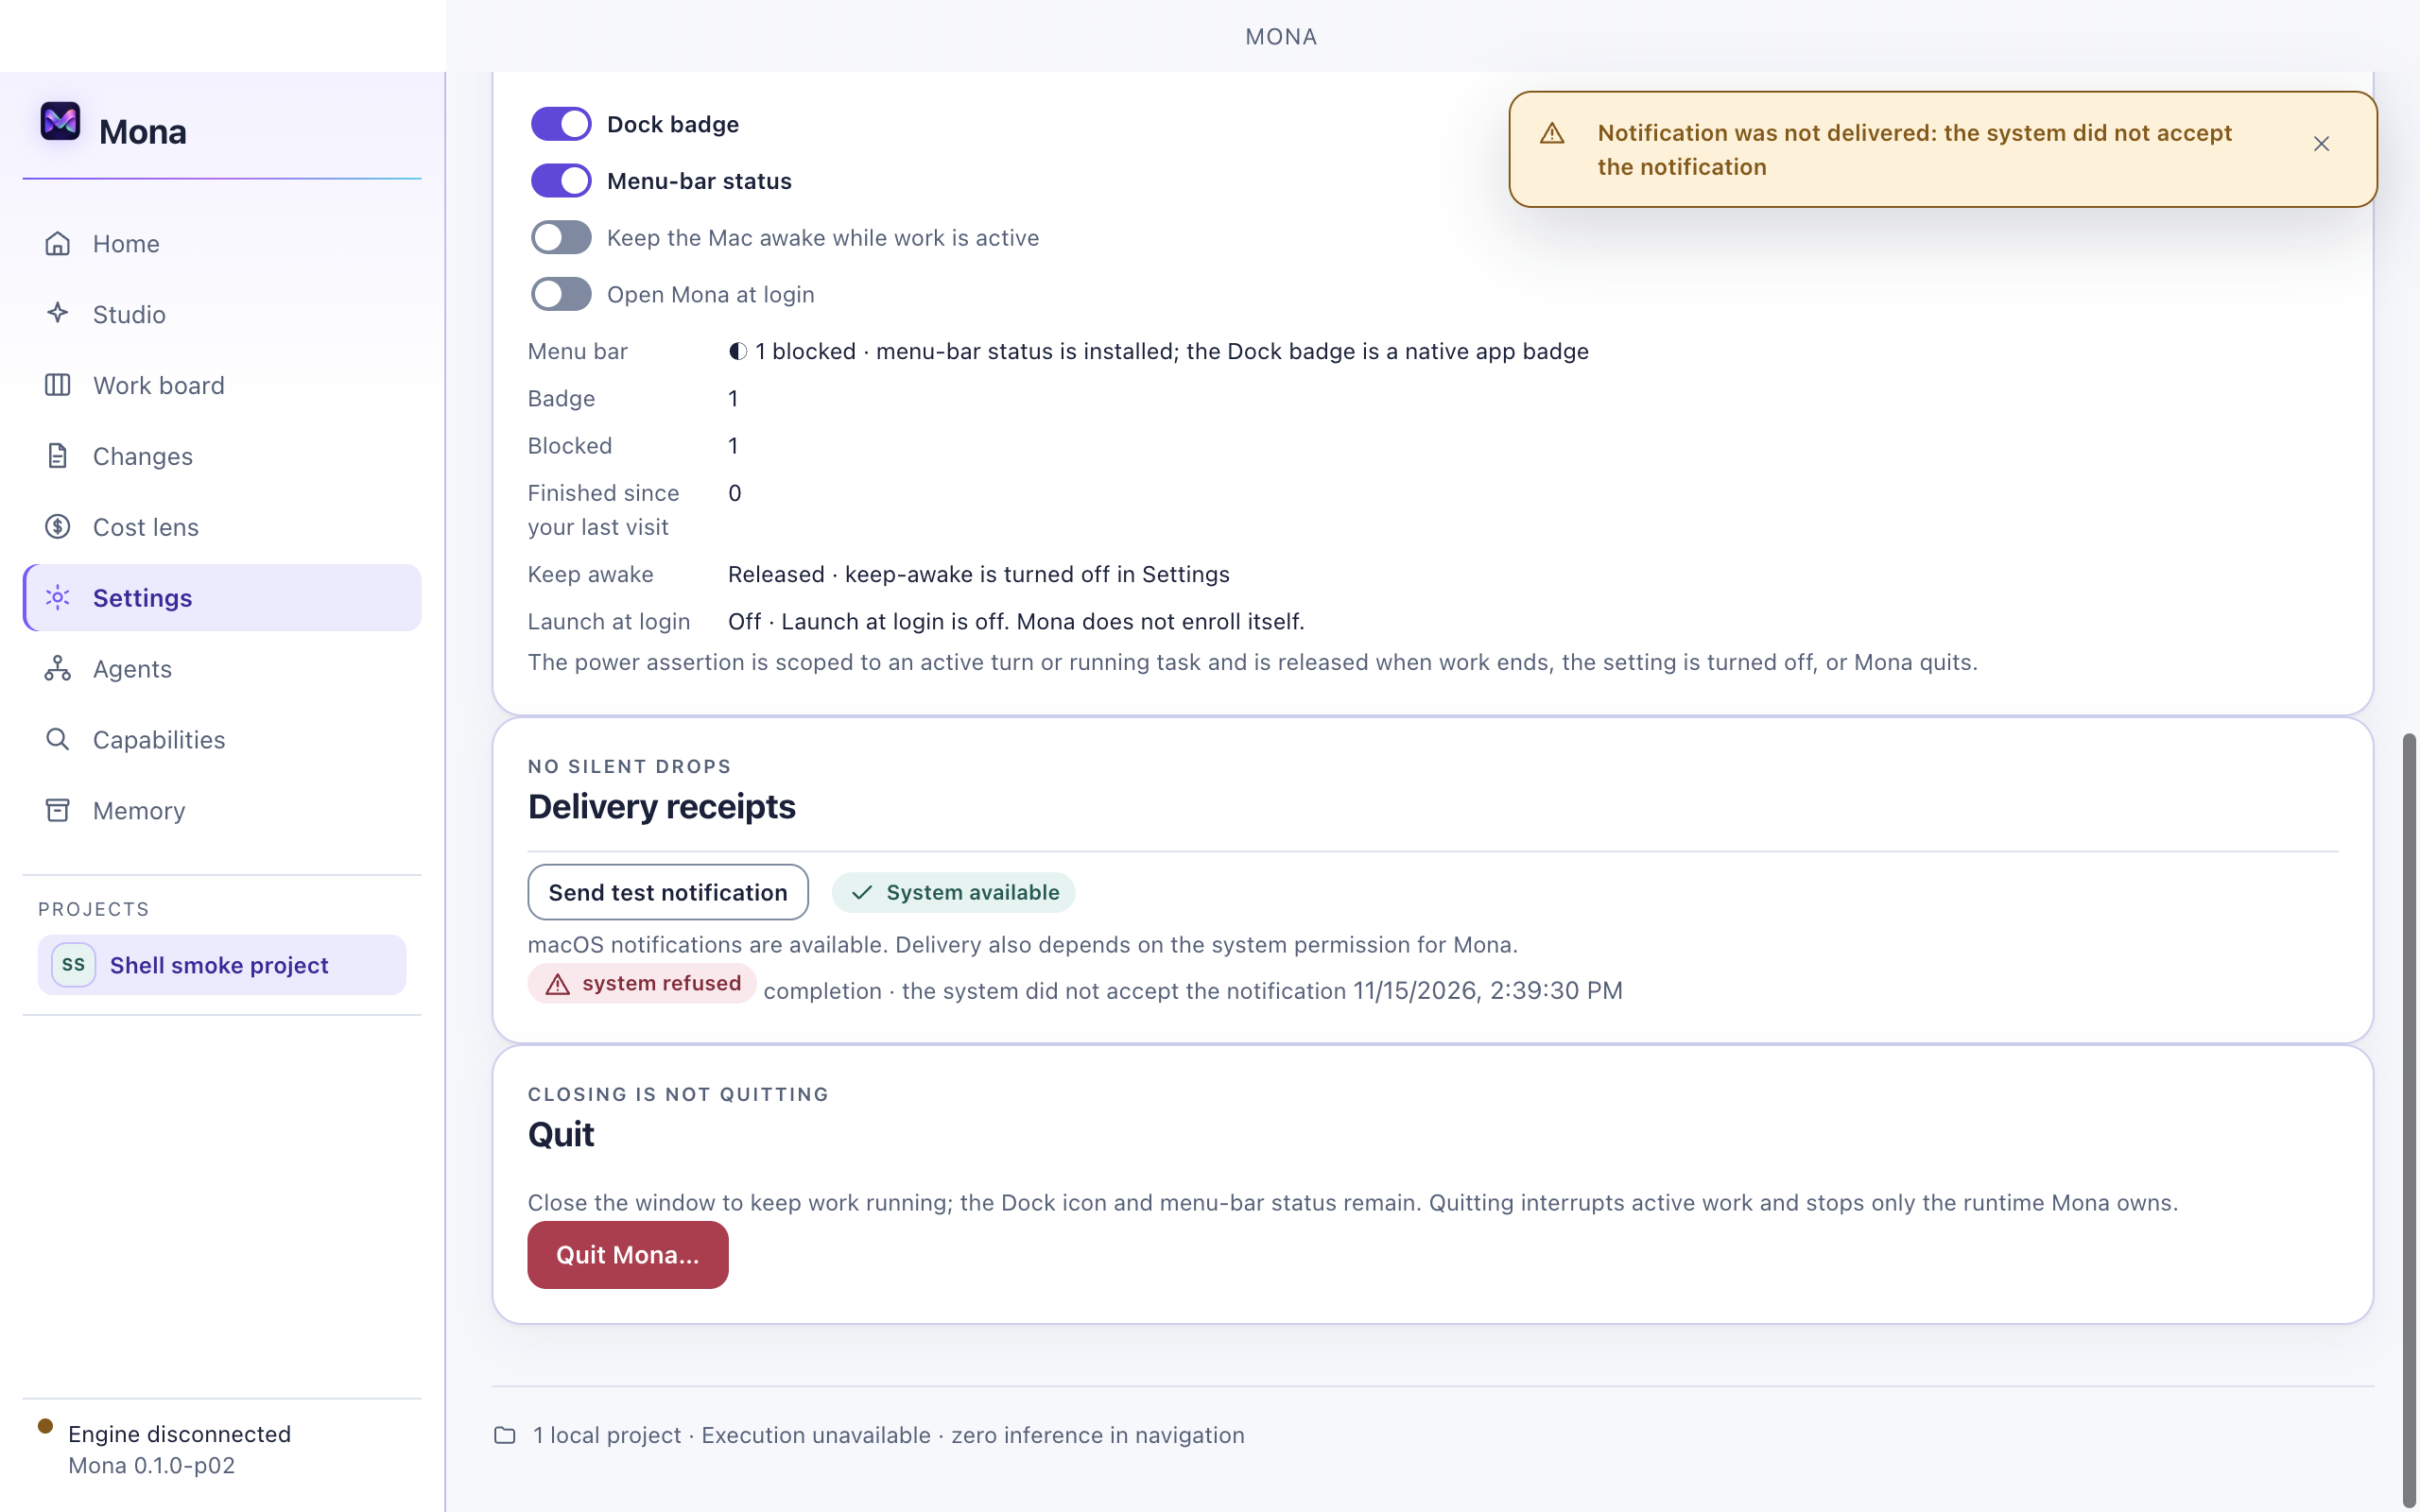 MONA
Mona
Home
Studio
Work board
Changes
Cost lens
Settings
Agents
Capabilities
Memory
PROJECTS
SS Shell smoke project
Engine disconnected
Mona 0.1.0-p02
Notification was not delivered: the system did not accept
the notification
Dock badge
Menu-bar status
Keep the Mac awake while work is active
Open Mona at login
Menu bar 1 blocked · menu-bar status is installed; the Dock badge is a native app badge
Badge 1
Blocked 1
Finished since 0
your last visit
Keep awake Released · keep-awake is turned off in Settings
Launch at login Off · Launch at login is off. Mona does not enroll itself.
The power assertion is scoped to an active turn or running task and is released when work ends, the setting is turned off, or Mona quits.
NO SILENT DROPS
Delivery receipts
Send test notification System available
macOS notifications are available. Delivery also depends on the system permission for Mona.
system refused completion · the system did not accept the notification 11/15/2026, 2:39:30 PM
CLOSING IS NOT QUITTING
Quit
Close the window to keep work running; the Dock icon and menu-bar status remain. Quitting interrupts active work and stops only the runtime Mona owns.
Quit Mona...
1 local project · Execution unavailable · zero inference in navigation